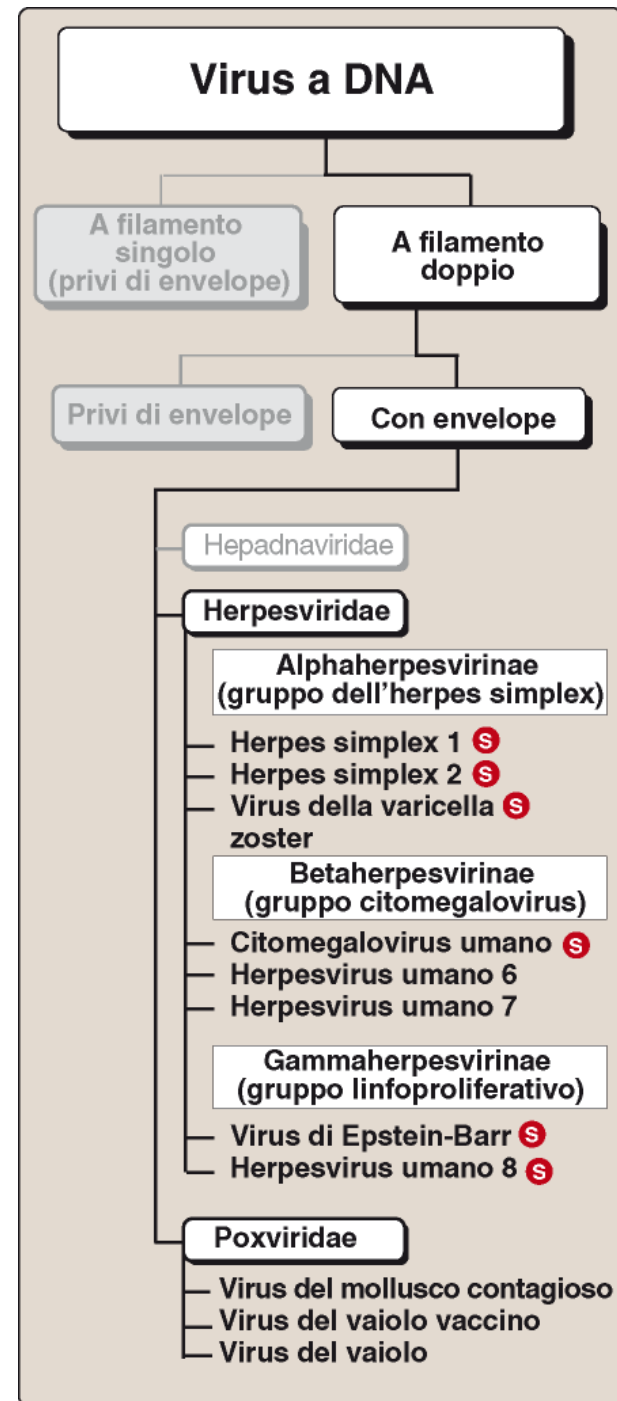 Virus a DNA
A filamento
singolo
(privi di envelope)
A filamento
doppio
Privi di envelope
Con envelope
Hepadnaviridae
Herpesviridae
Alphaherpesvirinae
(gruppo dell'herpes simplex)
Herpes simplex 1 S
Herpes simplex 2 S
Virus della varicella S
zoster
Betaherpesvirinae
(gruppo citomegalovirus)
Citomegalovirus umano S
Herpesvirus umano 6
Herpesvirus umano 7
Gammaherpesvirinae
(gruppo linfoproliferativo)
Virus di Epstein-Barr S
Herpesvirus umano 8 S
Poxviridae
Virus del mollusco contagioso
Virus del vaiolo vaccino
Virus del vaiolo